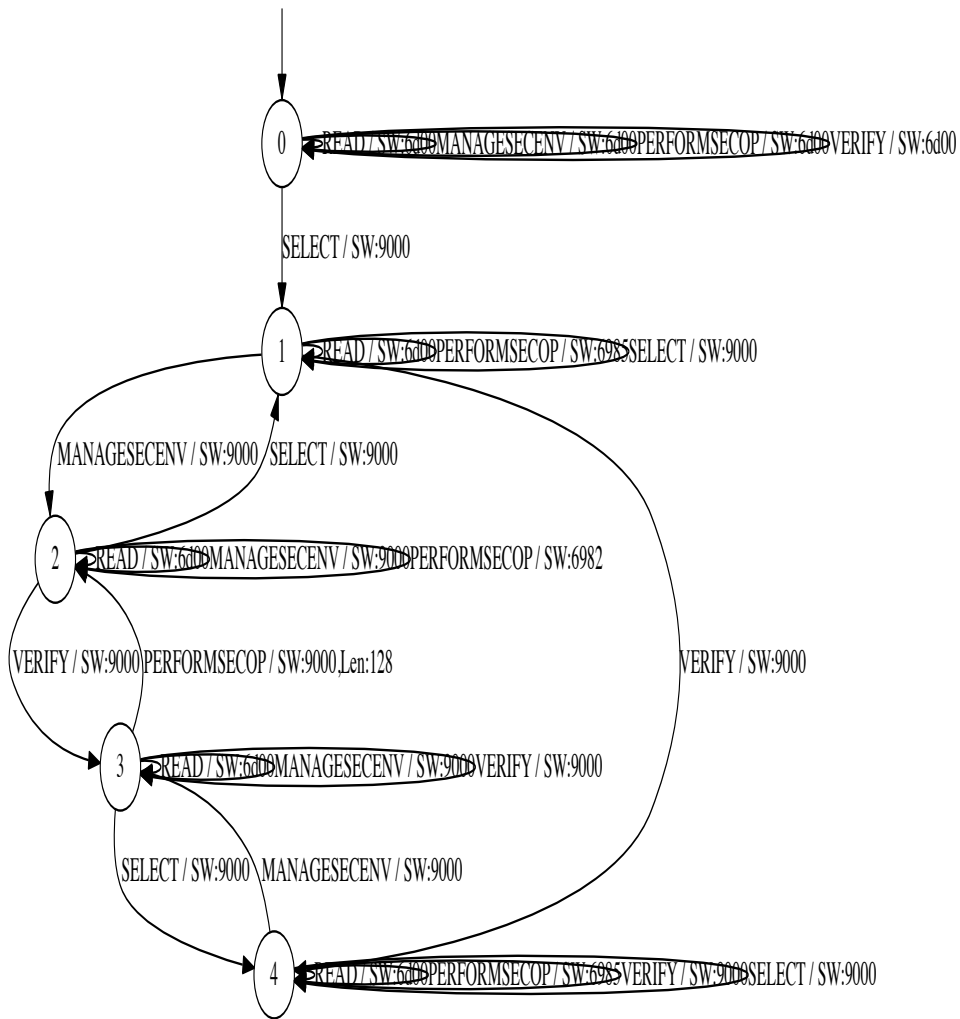 0
READ / SW:6d00 MANAGESECENV / SW:6d00 PERFORMSECOP / SW:6d00 VERIFY / SW:6d00
SELECT / SW:9000
1
READ / SW:6d00 PERFORMSECOP / SW:6985 SELECT / SW:9000
MANAGESECENV / SW:9000
SELECT / SW:9000
2
READ / SW:6d00 MANAGESECENV / SW:9000 PERFORMSECOP / SW:6982
VERIFY / SW:9000
PERFORMSECOP / SW:9000,Len:128
VERIFY / SW:9000
3
READ / SW:6d00 MANAGESECENV / SW:9000 VERIFY / SW:9000
SELECT / SW:9000
MANAGESECENV / SW:9000
4
READ / SW:6d00 PERFORMSECOP / SW:6985 VERIFY / SW:9000 SELECT / SW:9000